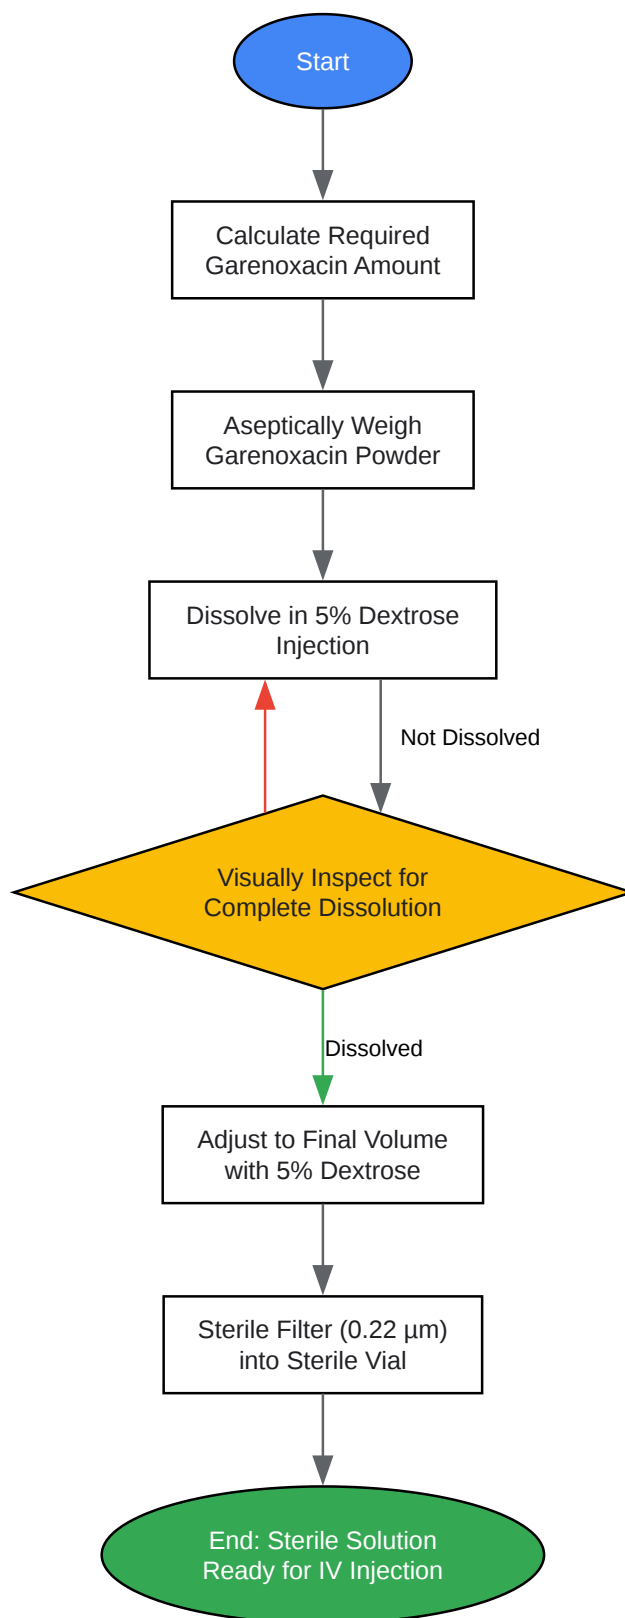 Start
Calculate Required
Garenoxacin Amount
Aseptically Weigh
Garenoxacin Powder
Dissolve in 5% Dextrose
Injection
Not Dissolved
Visually Inspect for
Complete Dissolution
Dissolved
Adjust to Final Volume
with 5% Dextrose
Sterile Filter (0.22 µm)
into Sterile Vial
End: Sterile Solution
Ready for IV Injection